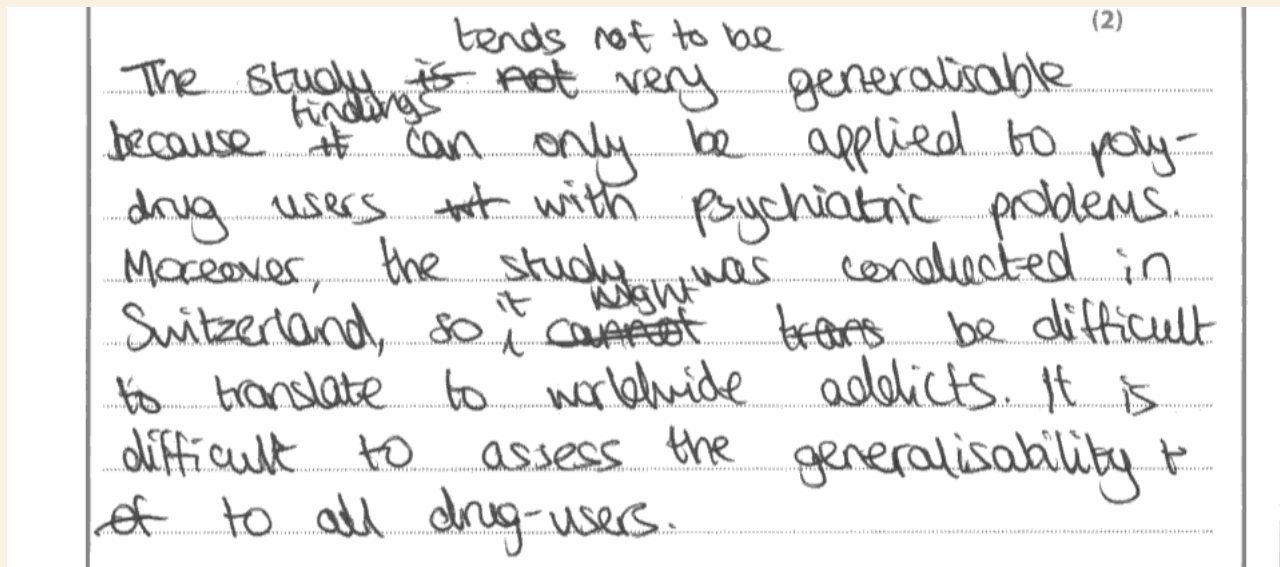 (2)
tends not to be
The study is not very generalisable
findings
because it can only be applied to poly-
drug users wt with psychiatric problems.
Moreover, the study was conducted in
it might
Switzerland, so i cannot trans be difficult
to translate to worldwide addicts. It is
difficult to assess the generalisability t
of to all drug-users.